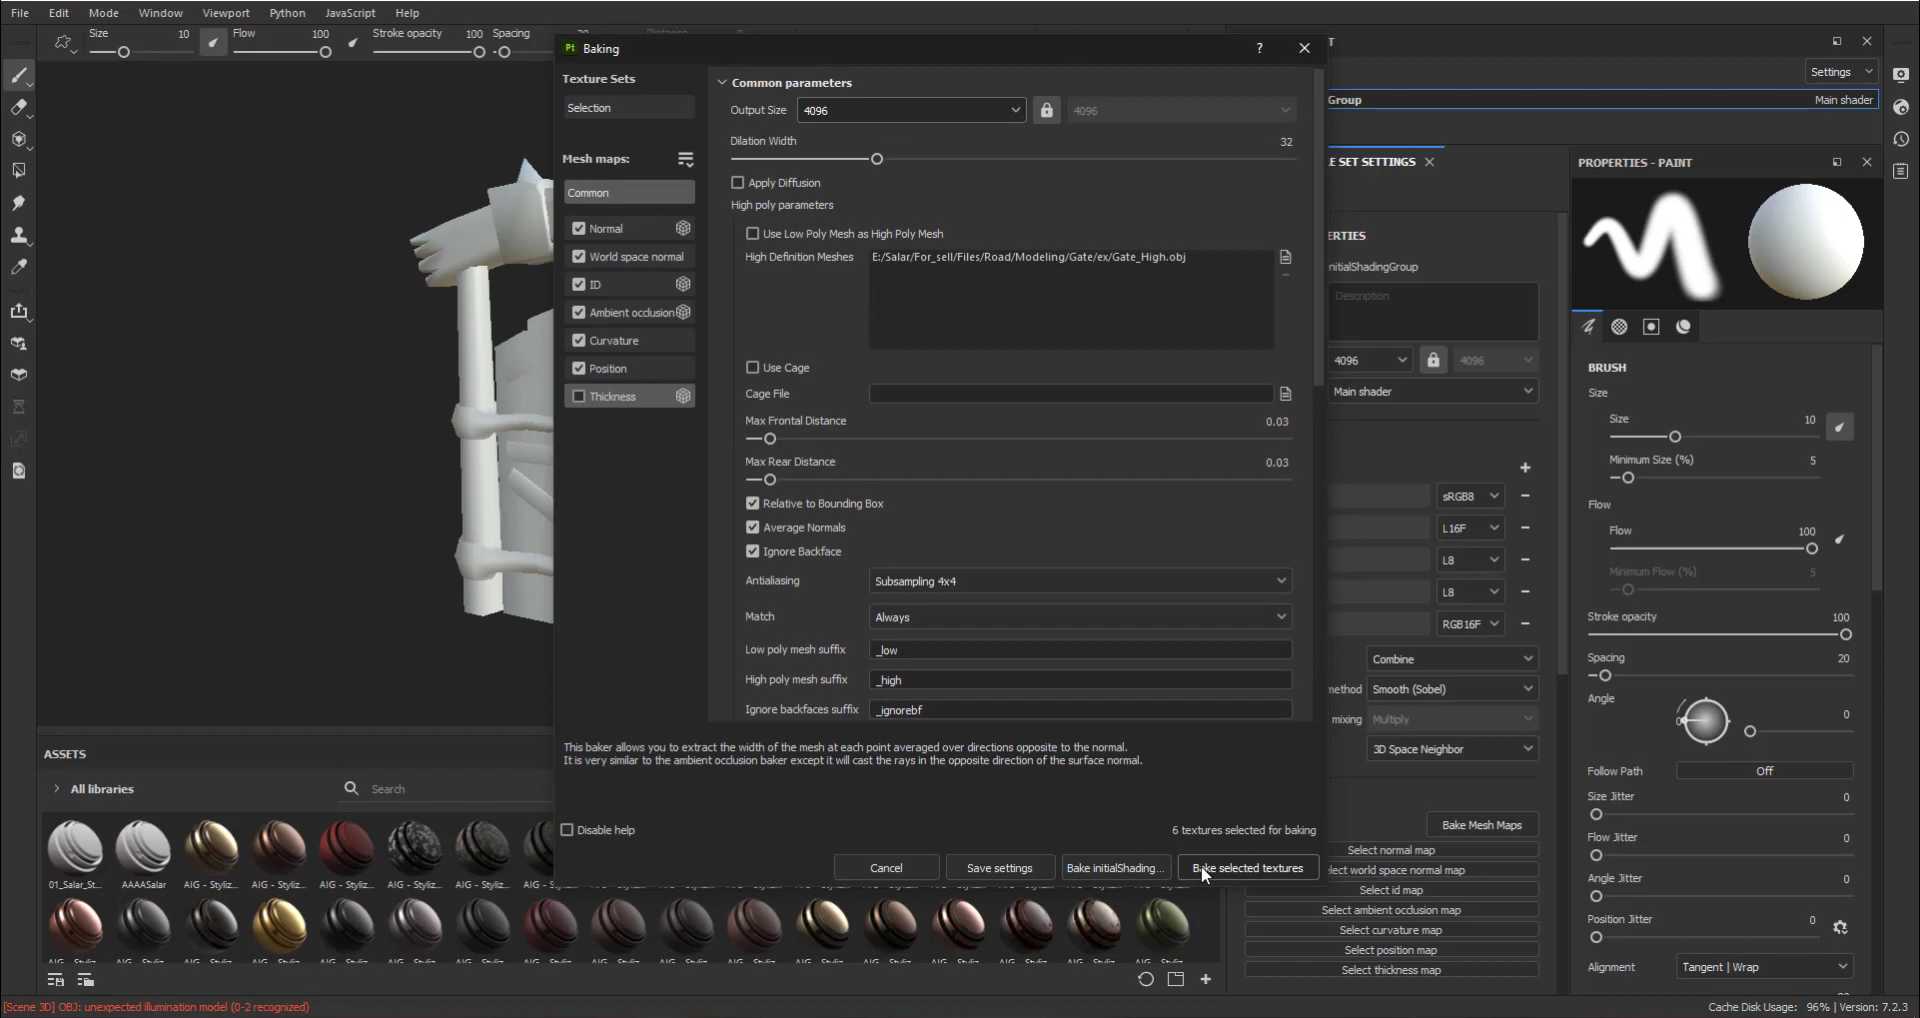 File Edit Mode Window Viewport Python JavaScript Help
Size 10 Flow 100 Stroke opacity 100 Spacing
Baking
Texture Sets
Selection
Mesh maps:
Common
Normal
World space normal
ID
Ambient occlusion
Curvature
Position
Thickness
Common parameters
Output Size 4096 4096
Dilation Width 32
Apply Diffusion
High poly parameters
Use Low Poly Mesh as High Poly Mesh
High Definition Meshes E:/Salar/For_sell/Files/Road/Modeling/Gate/ex/Gate_High.obj
Use Cage
Cage File
Max Frontal Distance 0.03
Max Rear Distance 0.03
Relative to Bounding Box
Average Normals
Ignore Backface
Antialiasing Subsampling 4x4
Match Always
Low poly mesh suffix _low
High poly mesh suffix _high
Ignore backfaces suffix _ignorebf
This baker allows you to extract the width of the mesh at each point averaged over directions opposite to the normal.
It is very similar to the ambient occlusion baker except it will cast the rays in the opposite direction of the surface normal.
Disable help 6 textures selected for baking
Cancel Save settings Bake initialShading... Bake selected textures
T
Settings
Group Main shader
E SET SETTINGS
ERTIES
nitialShadingGroup
Description
4096 4096
Main shader
sRGB8
L16F
L8
L8
RGB16F
Combine
nethod Smooth (Sobel)
mixing Multiply
3D Space Neighbor
Bake Mesh Maps
Select normal map
lect world space normal map
Select id map
Select ambient occlusion map
Select curvature map
Select position map
Select thickness map
PROPERTIES - PAINT
BRUSH
Size
Size 10
Minimum Size (%) 5
Flow
Flow 100
Minimum Flow (%) 5
Stroke opacity 100
Spacing 20
Angle 0
0
Follow Path Off
Size Jitter 0
Flow Jitter 0
Angle Jitter 0
Position Jitter 0
Alignment Tangent | Wrap
ASSETS
All libraries Search
01_Salar_St... AAAASalar AIG - Styliz... AIG - Styliz... AIG - Styliz... AIG - Styliz... AIG - Styliz...
[Scene 3D] OBJ: unexpected illumination model (0-2 recognized) Cache Disk Usage: 96% | Version: 7.2.3